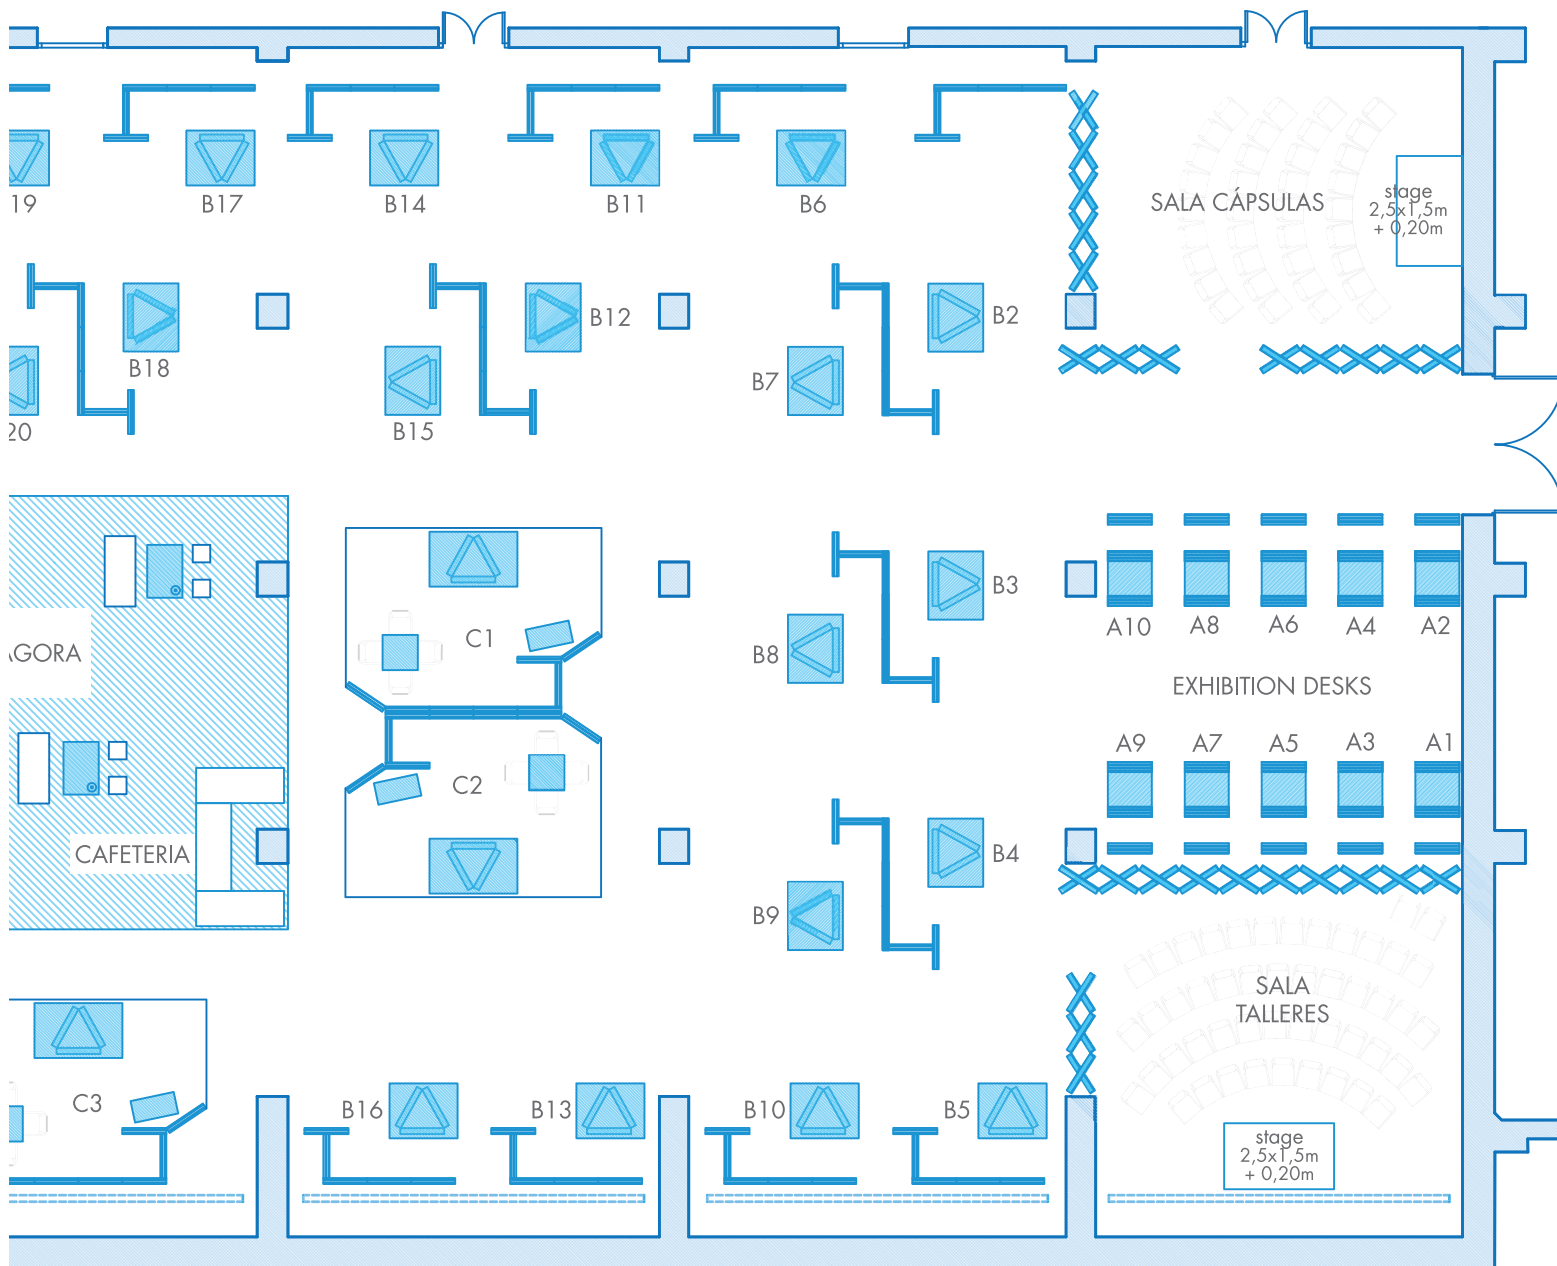 19
B17
B14
B11
B6
SALA CÁPSULAS
stage
2,5x1,5m
+ 0,20m
B18
B12
B2
B7
20
B15
AGORA
C1
B3
B8
A10
A8
A6
A4
A2
EXHIBITION DESKS
A9
A7
A5
A3
A1
C2
CAFETERIA
B4
B9
SALA
TALLERES
C3
B16
B13
B10
B5
stage
2,5x1,5m
+ 0,20m